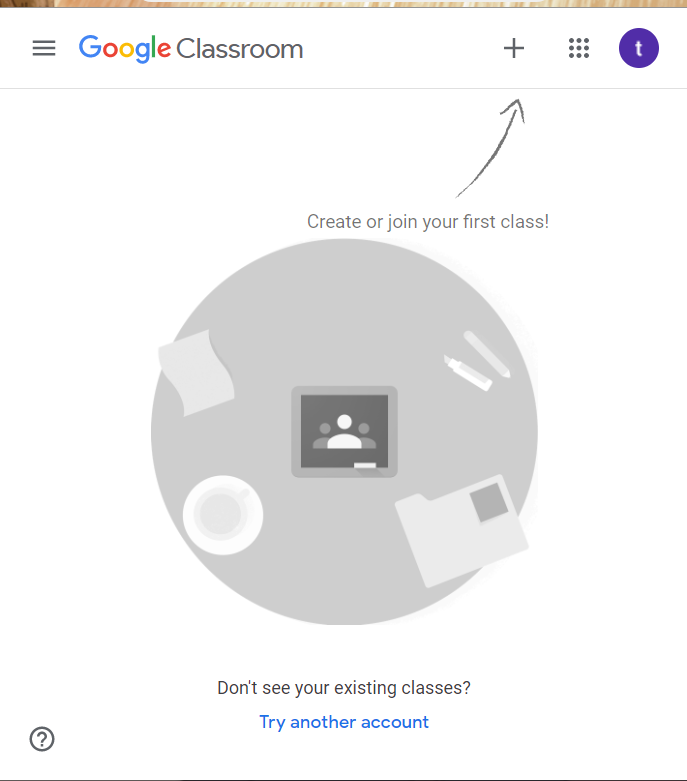 Google Classroom
t
Create or join your first class!
Don't see your existing classes?
Try another account
?